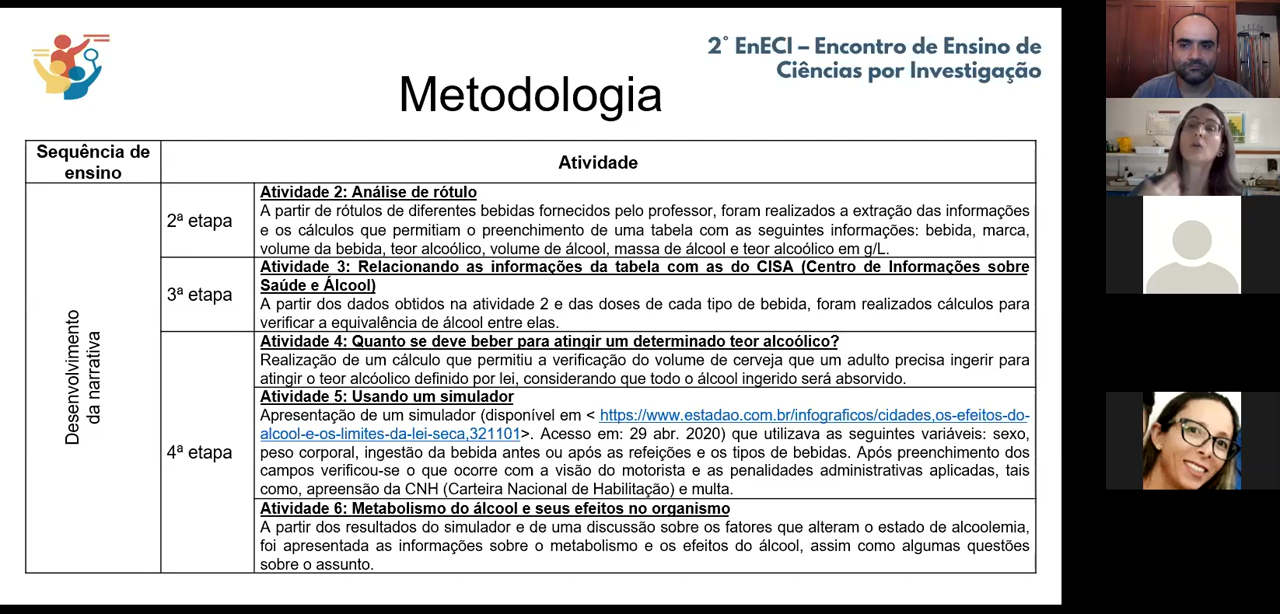 2° EnECI – Encontro de Ensino de
Ciências por Investigação
Metodologia
Sequência de
ensino
Atividade
Desenvolvimento
da narrativa
2ª etapa
Atividade 2: Análise de rótulo
A partir de rótulos de diferentes bebidas fornecidos pelo professor, foram realizados a extração das informações
e os cálculos que permitiam o preenchimento de uma tabela com as seguintes informações: bebida, marca,
volume da bebida, teor alcoólico, volume de álcool, massa de álcool e teor alcoólico em g/L.
3ª etapa
Atividade 3: Relacionando as informações da tabela com as do CISA (Centro de Informações sobre
Saúde e Álcool)
A partir dos dados obtidos na atividade 2 e das doses de cada tipo de bebida, foram realizados cálculos para
verificar a equivalência de álcool entre elas.
4ª etapa
Atividade 4: Quanto se deve beber para atingir um determinado teor alcoólico?
Realização de um cálculo que permitiu a verificação do volume de cerveja que um adulto precisa ingerir para
atingir o teor alcóolico definido por lei, considerando que todo o álcool ingerido será absorvido.
Atividade 5: Usando um simulador
Apresentação de um simulador (disponível em < https://www.estadao.com.br/infograficos/cidades,os-efeitos-do-
alcool-e-os-limites-da-lei-seca,321101>. Acesso em: 29 abr. 2020) que utilizava as seguintes variáveis: sexo,
peso corporal, ingestão da bebida antes ou após as refeições e os tipos de bebidas. Após preenchimento dos
campos verificou-se o que ocorre com a visão do motorista e as penalidades administrativas aplicadas, tais
como, apreensão da CNH (Carteira Nacional de Habilitação) e multa.
Atividade 6: Metabolismo do álcool e seus efeitos no organismo
A partir dos resultados do simulador e de uma discussão sobre os fatores que alteram o estado de alcoolemia,
foi apresentada as informações sobre o metabolismo e os efeitos do álcool, assim como algumas questões
sobre o assunto.